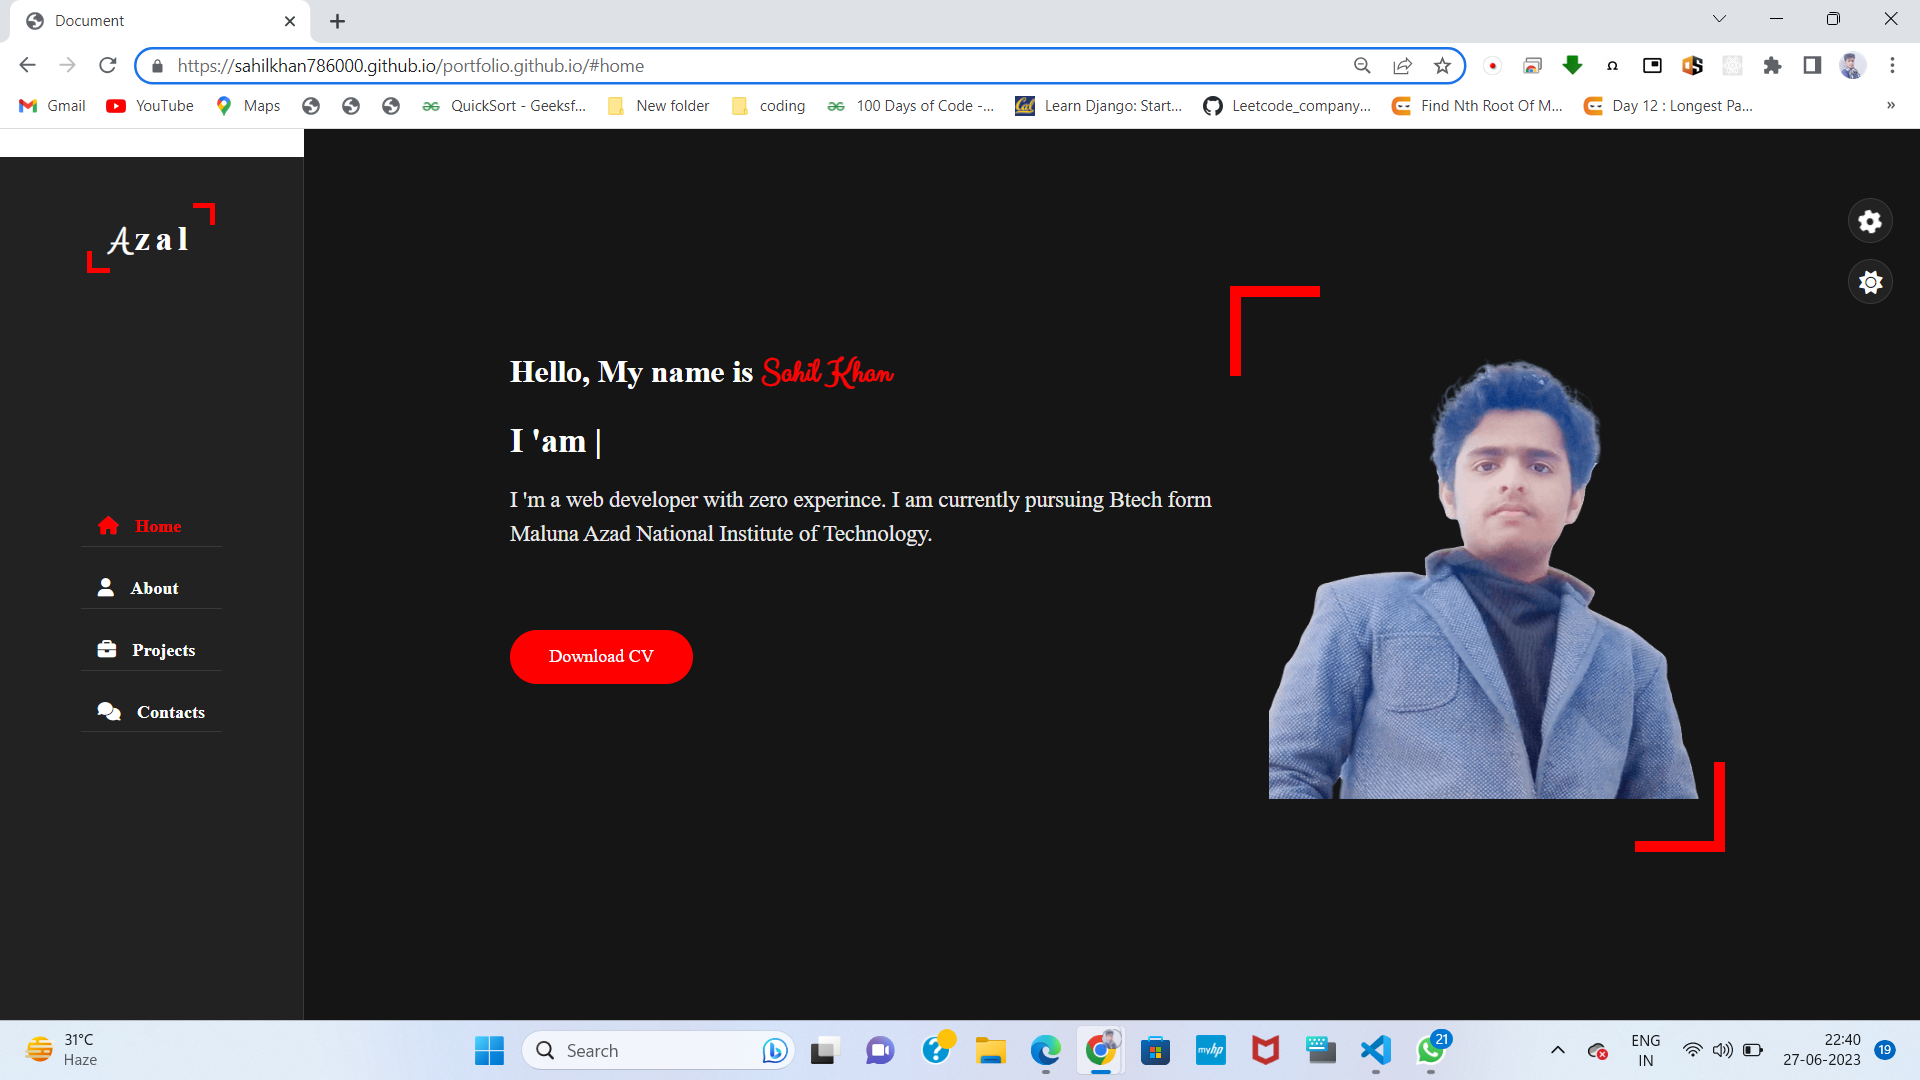 Document
https://sahilkhan786000.github.io/portfolio.github.io/#home
Gmail YouTube Maps QuickSort - Geeksf... New folder coding 100 Days of Code -... Learn Django: Start... Leetcode_company... Find Nth Root Of M... Day 12 : Longest Pa... »
Azal
Hello, My name is Sahil Khan
I 'am |
I 'm a web developer with zero experince. I am currently pursuing Btech form
Maluna Azad National Institute of Technology.
Download CV
Home
About
Projects
Contacts
31°C
Haze
Search
myhp
21
ENG
IN
22:40
27-06-2023
19